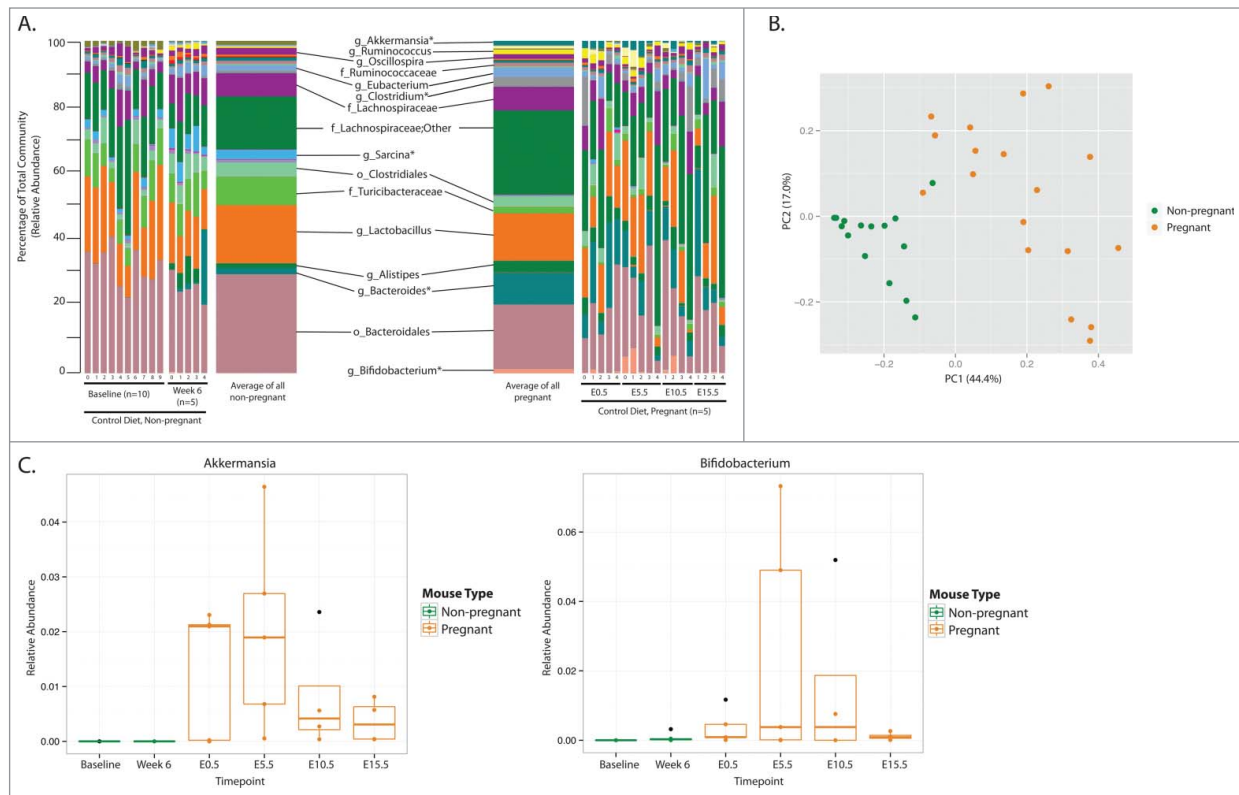 A.
Percentage of Total Community
(Relative Abundance)
100
80
60
40
20
0
g_Akkermansia*
g_Ruminococcus
g_Oscillospira
f_Ruminococcaceae
g_Eubacterium
g_Clostridium*
f_Lachnospiraceae
f_Lachnospiraceae;Other
g_Sarcina*
o_Clostridiales
f_Turicibacteraceae
g_Lactobacillus
g_Alistipes
g_Bacteroides*
o_Bacteroidales
g_Bifidobacterium*
0 1 2 3 4 5 6 7 8 9
0 1 2 3 4
Baseline (n=10)
Week 6
(n=5)
Control Diet, Non-pregnant
Average of all
non-pregnant
Average of all
pregnant
0 1 2 3 4
E0.5
E5.5
E10.5
E15.5
Control Diet, Pregnant (n=5)
B.
PC2 (17.0%)
0.2
0.0
−0.2
−0.2
0.0
0.2
0.4
PC1 (44.4%)
Non-pregnant
Pregnant
C.
Akkermansia
Relative Abundance
0.04
0.03
0.02
0.01
0.00
Baseline
Week 6
E0.5
E5.5
E10.5
E15.5
Timepoint
Mouse Type
Non-pregnant
Pregnant
Bifidobacterium
Relative Abundance
0.06
0.04
0.02
0.00
Baseline
Week 6
E0.5
E5.5
E10.5
E15.5
Timepoint
Mouse Type
Non-pregnant
Pregnant